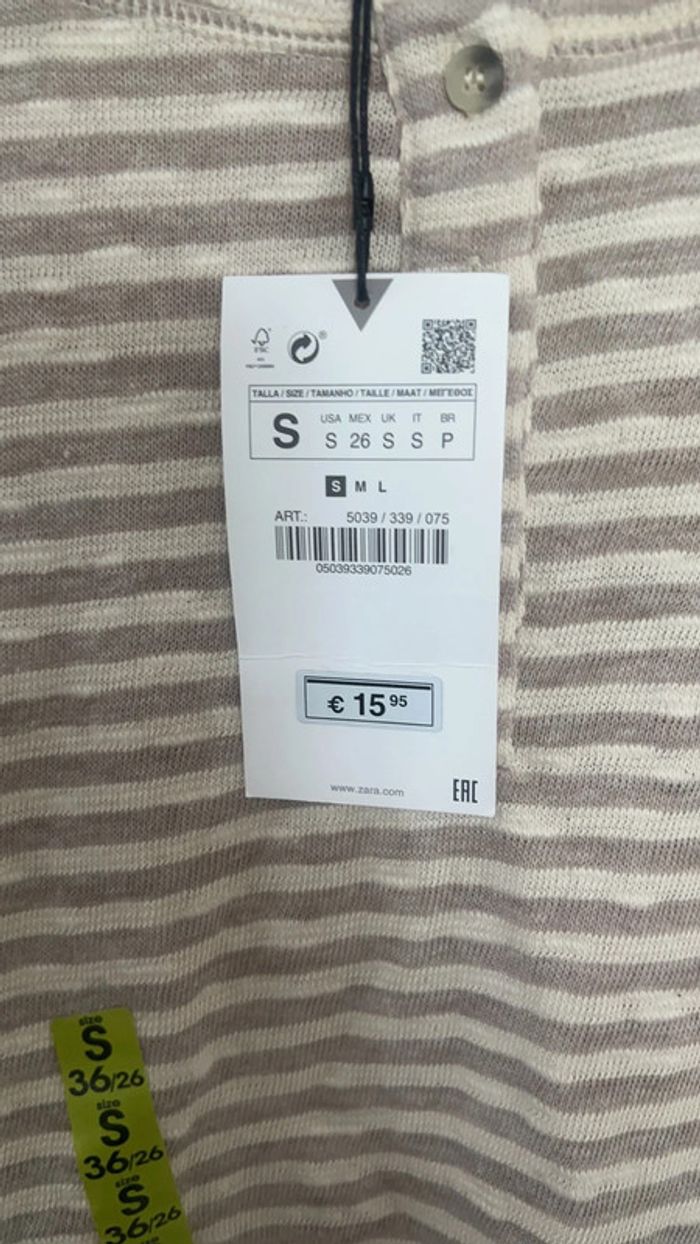 FSC
®
TALLA / SIZE / TAMANHO / TAILLE / MAAT / ΜΕΓΕΘΟΣ
USA MEX UK IT BR
S S 26 S S P
S M L
ART.: 5039 / 339 / 075
05039339075026
€ 15 95
www.zara.com
EAC
size
S
36/26
size
S
36/26
size
S
36/26